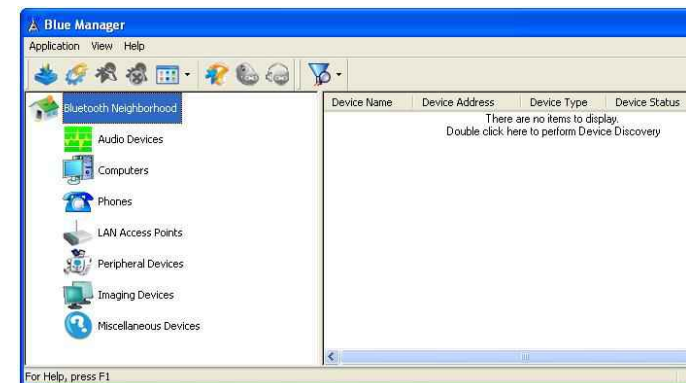 Blue Manager
Application View Help
Bluetooth Neighborhood
Audio Devices
Computers
Phones
LAN Access Points
Peripheral Devices
Imaging Devices
Miscellaneous Devices
Device Name Device Address Device Type Device Status
There are no items to display.
Double click here to perform Device Discovery
For Help, press F1